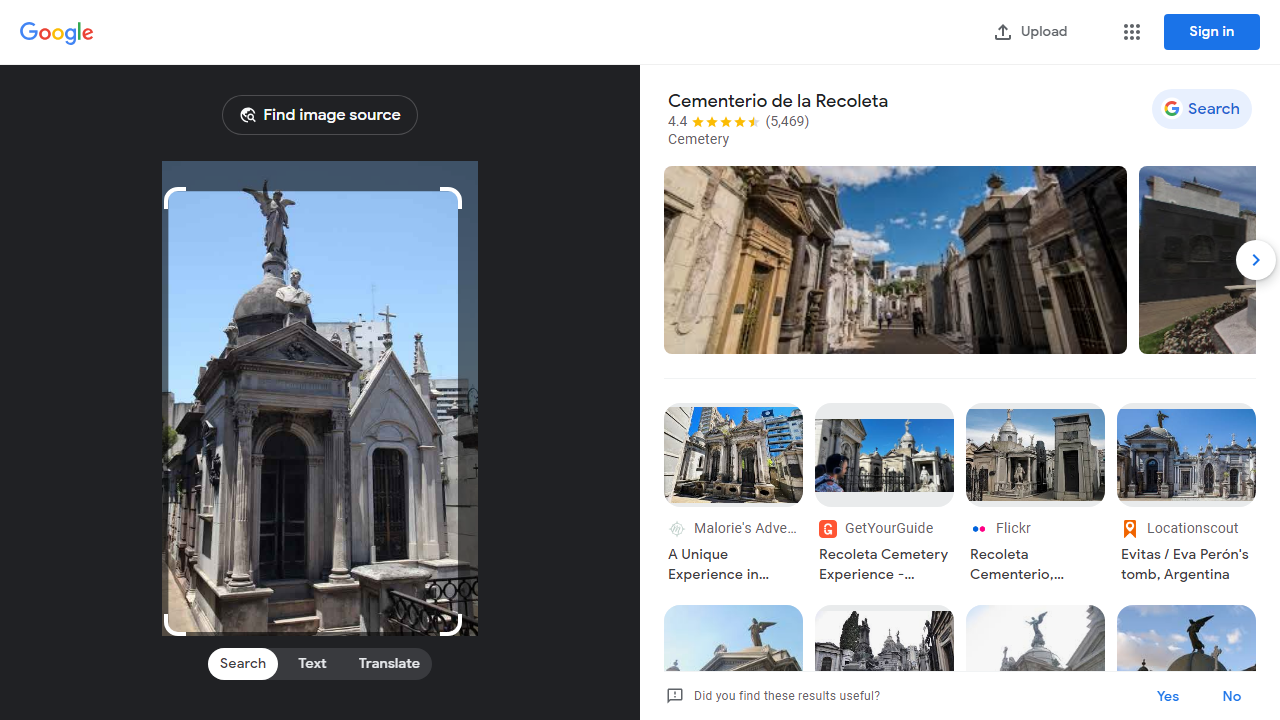 Google
Upload
Sign in
Find image source
Search
Text
Translate
Cementerio de la Recoleta
4.4
(5,469)
Cemetery
Search
Malorie's Adve...
A Unique
Experience in...
GetYourGuide
Recoleta Cemetery
Experience -...
Flickr
Recoleta
Cementerio,...
Locationscout
Evitas / Eva Perón's
tomb, Argentina
Did you find these results useful?
Yes
No